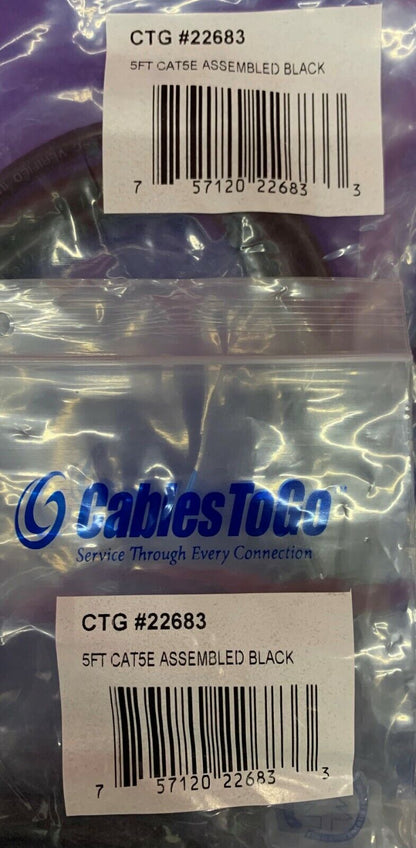 CTG #22683
5FT CAT5E ASSEMBLED BLACK
7 57120 22683 3
VERIFIED
CablesToGo
Service Through Every Connection
CTG #22683
5FT CAT5E ASSEMBLED BLACK
7 57120 22683 3